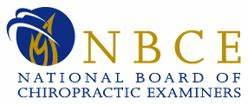 NBCE
NATIONAL BOARD OF
CHIROPRACTIC EXAMINERS